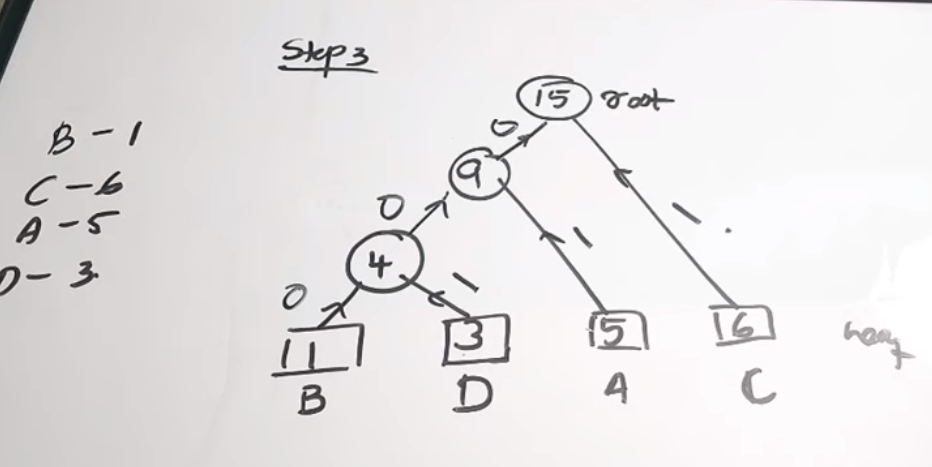 Step 3
B - 1
C - 6
A - 5
D - 3
15 root
0
9
0 1
4 1
0 1
1 3 5 6
B D A C